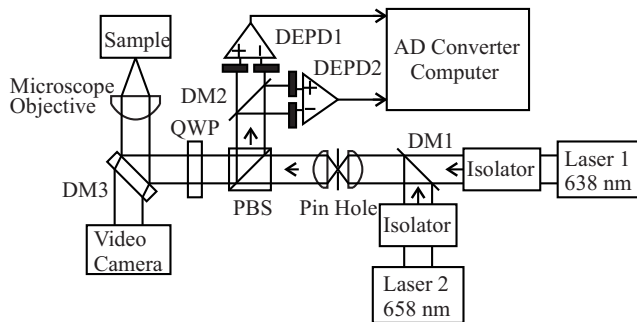 Sample
+ −
DEPD1
AD Converter
Computer
Microscope
Objective
DM2
DEPD2
+
−
QWP
DM1
Isolator
Laser 1
638 nm
DM3
PBS
Pin Hole
Video
Camera
Isolator
Laser 2
658 nm